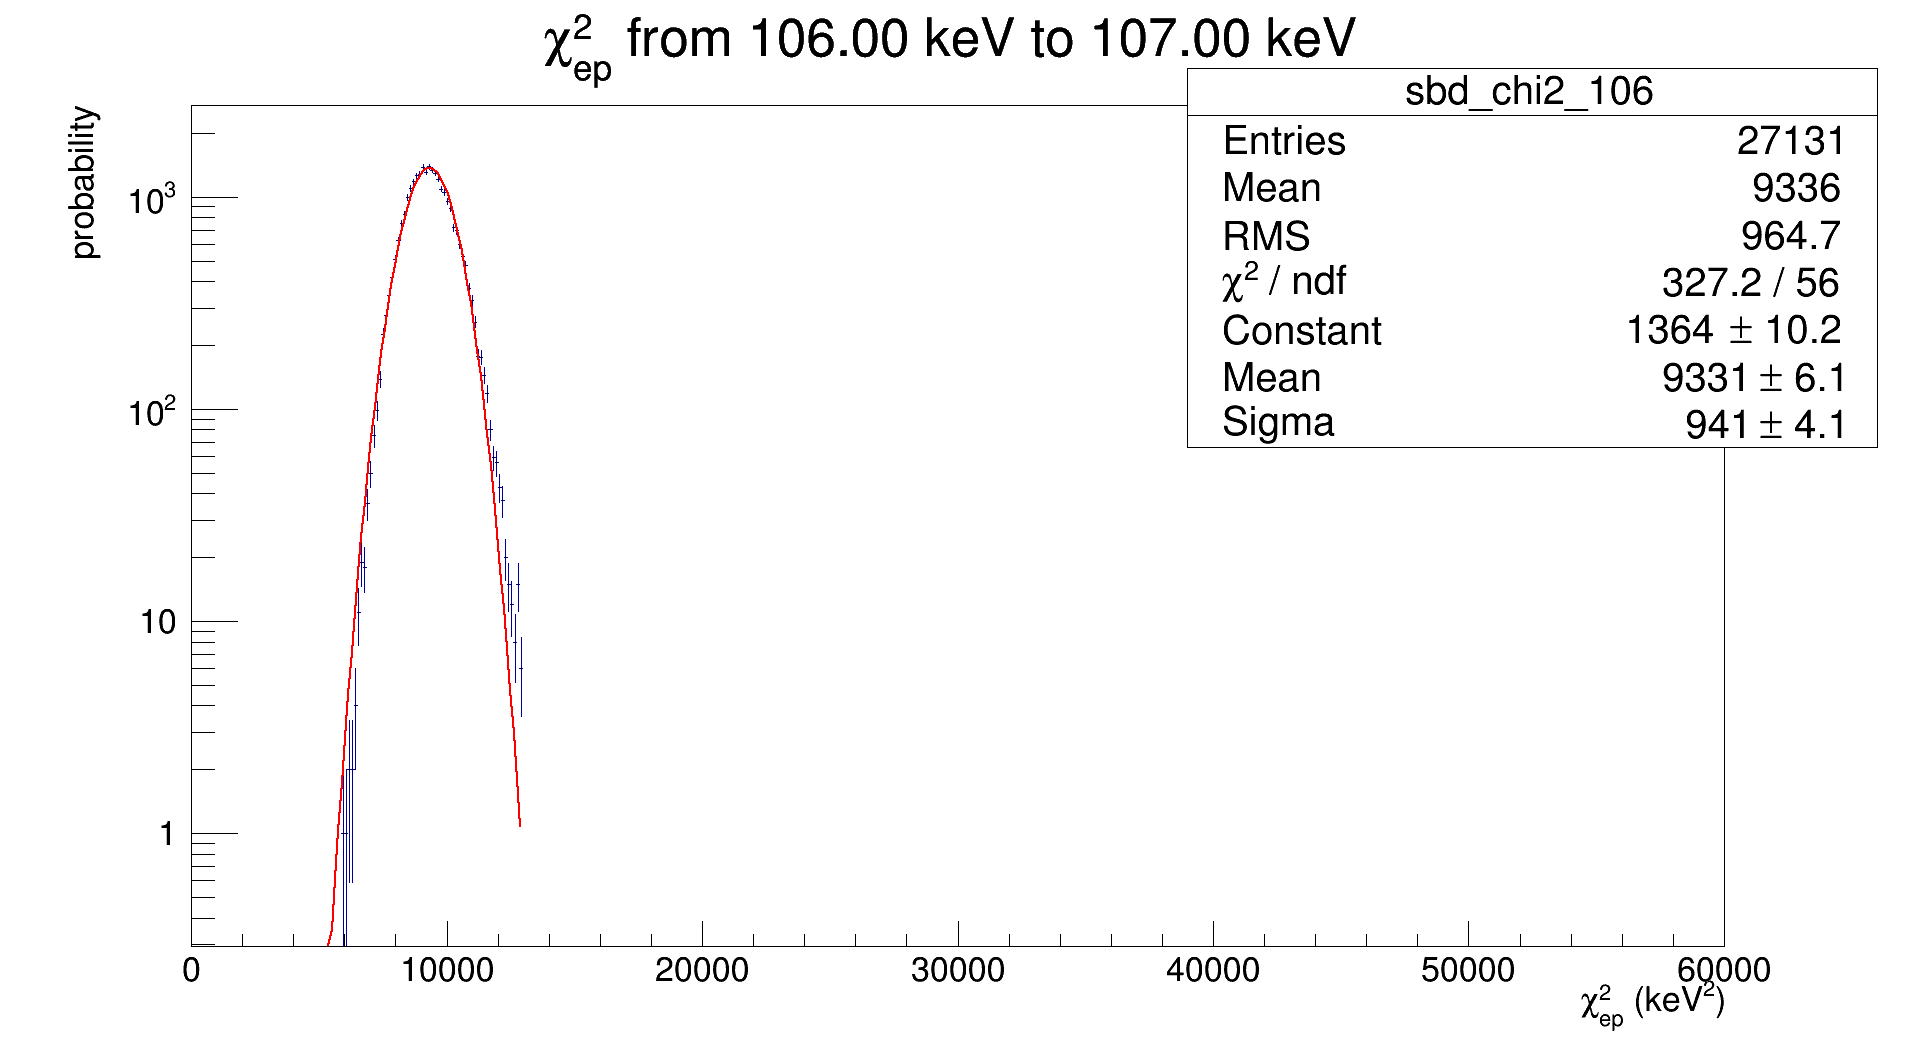 χ²ep from 106.00 keV to 107.00 keV
sbd_chi2_106
Entries 27131
Mean 9336
RMS 964.7
χ² / ndf 327.2 / 56
Constant 1364 ± 10.2
Mean 9331 ± 6.1
Sigma 941 ± 4.1
probability
10³
10²
10
1
0 10000 20000 30000 40000 50000 60000
χ²ep (keV²)